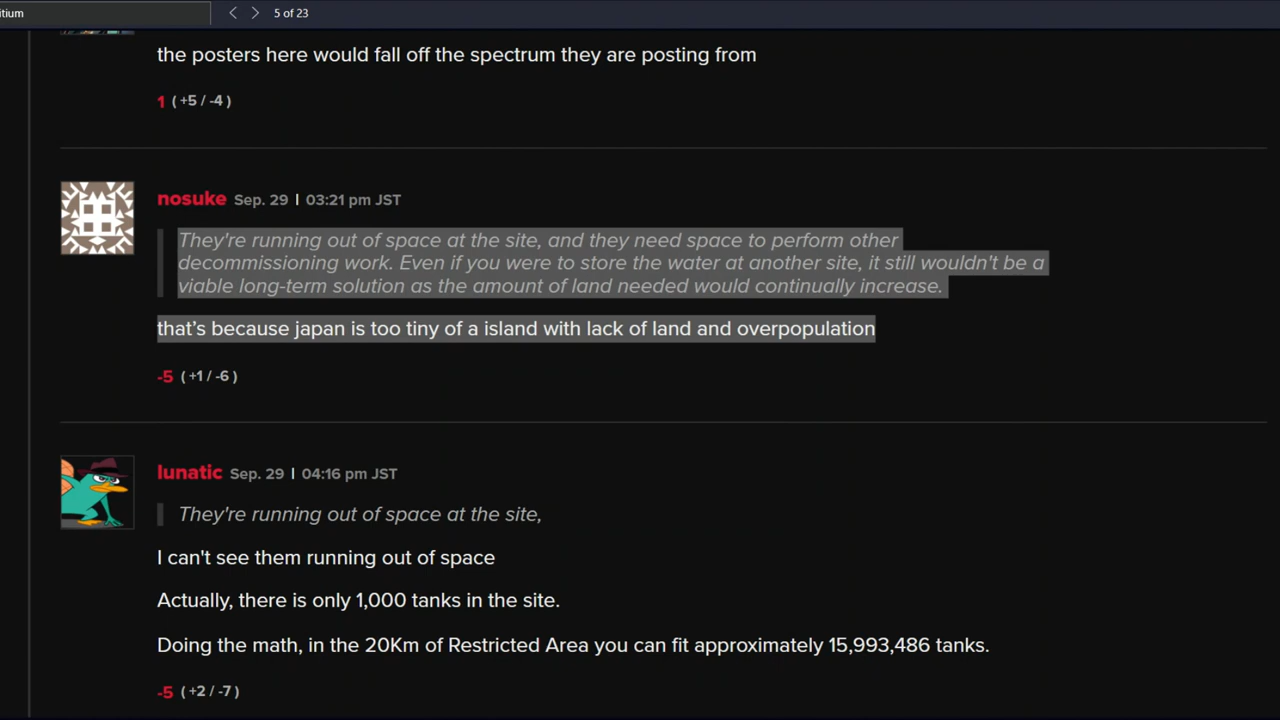 itium
5 of 23
the posters here would fall off the spectrum they are posting from
1 ( +5 / -4 )
nosuke Sep. 29 | 03:21 pm JST
They're running out of space at the site, and they need space to perform other
decommissioning work. Even if you were to store the water at another site, it still wouldn't be a
viable long-term solution as the amount of land needed would continually increase.
that’s because japan is too tiny of a island with lack of land and overpopulation
-5 ( +1 / -6 )
lunatic Sep. 29 | 04:16 pm JST
They're running out of space at the site,
I can't see them running out of space
Actually, there is only 1,000 tanks in the site.
Doing the math, in the 20Km of Restricted Area you can fit approximately 15,993,486 tanks.
-5 ( +2 / -7 )